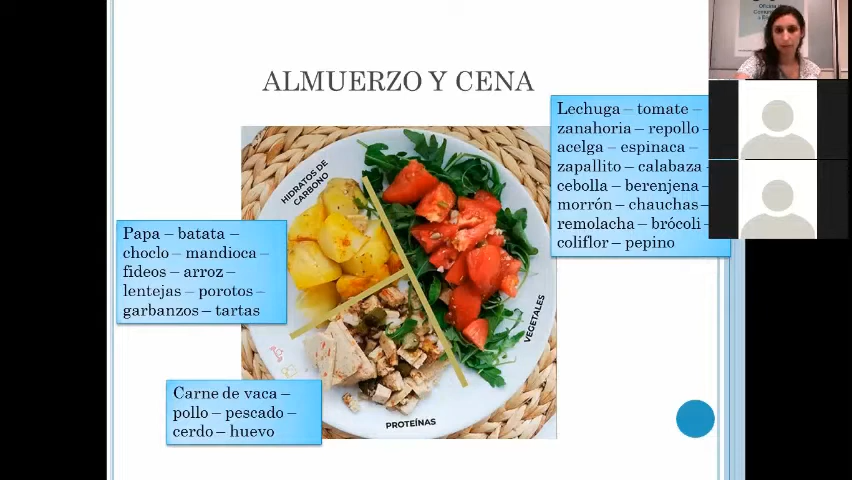 ALMUERZO Y CENA
Lechuga – tomate –
zanahoria – repollo –
acelga – espinaca –
zapallito – calabaza
cebolla – berenjena –
morrón – chauchas –
remolacha – brócoli –
coliflor – pepino
HIDRATOS DE
CARBONO
Papa – batata –
choclo – mandioca –
fideos – arroz –
lentejas – porotos –
garbanzos – tartas
VEGETALES
Carne de vaca –
pollo – pescado –
cerdo – huevo
PROTEÍNAS